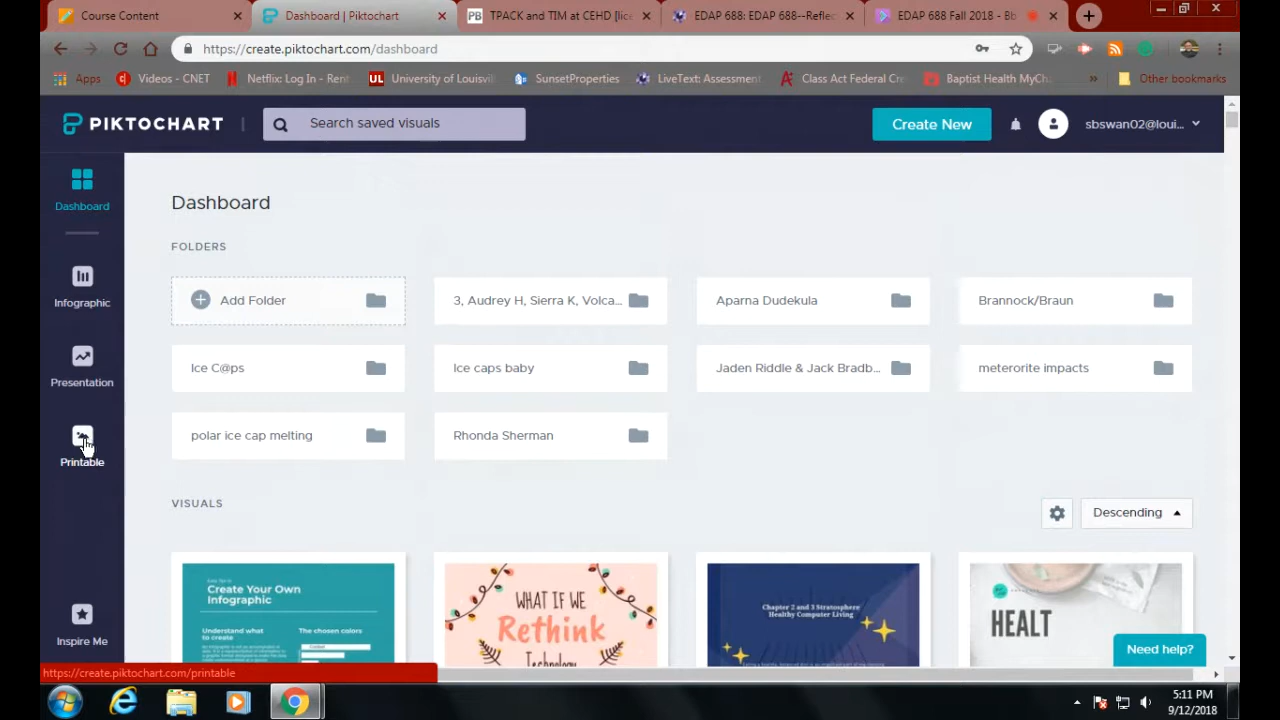 Course Content
Dashboard | Piktochart
PB TPACK and TIM at CEHD [lice
EDAP 688: EDAP 688--Reflec
EDAP 688 Fall 2018 - Bb
https://create.piktochart.com/dashboard
Apps
Videos - CNET
Netflix: Log In - Rent
UL University of Louisvill
SunsetProperties
LiveText: Assessment
Class Act Federal Cre
Baptist Health MyCh
»
Other bookmarks
PIKTOCHART
Search saved visuals
Create New
sbswan02@loui...
Dashboard
Infographic
Presentation
Printable
Inspire Me
Dashboard
FOLDERS
Add Folder
3, Audrey H, Sierra K, Volca...
Aparna Dudekula
Brannock/Braun
Ice C@ps
Ice caps baby
Jaden Riddle & Jack Bradb...
meterorite impacts
polar ice cap melting
Rhonda Sherman
VISUALS
Descending
Create Your Own
Infographic
Understand what
to create
The chosen colors
WHAT IF WE
Rethink
Technology
Chapter 2 and 3 Stratosphere
Healthy Computer Living
HEALT
Need help?
https://create.piktochart.com/printable
5:11 PM
9/12/2018